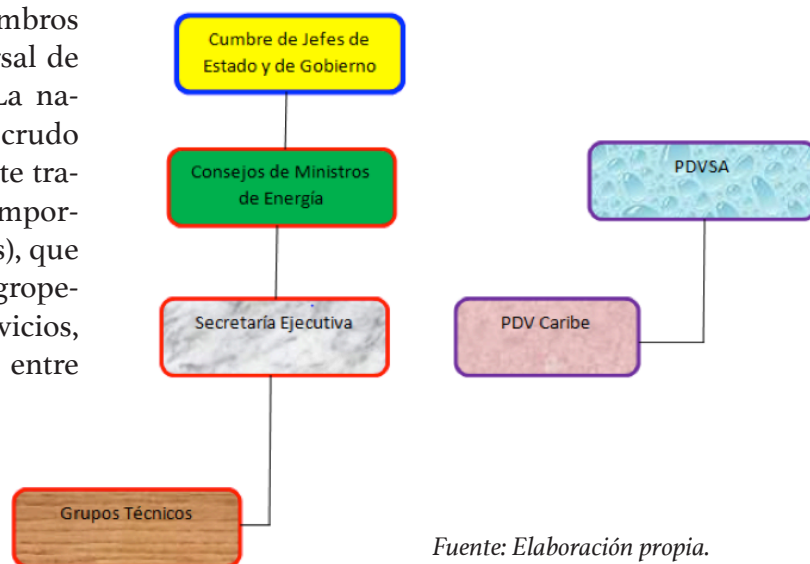 mbros
rsal de
La na-
crudo
te tra-
mpor-
s), que
grope-
vicios,
entre
Cumbre de Jefes de
Estado y de Gobierno
Consejos de Ministros
de Energía
Secretaría Ejecutiva
Grupos Técnicos
PDVSA
PDV Caribe
Fuente: Elaboración propia.